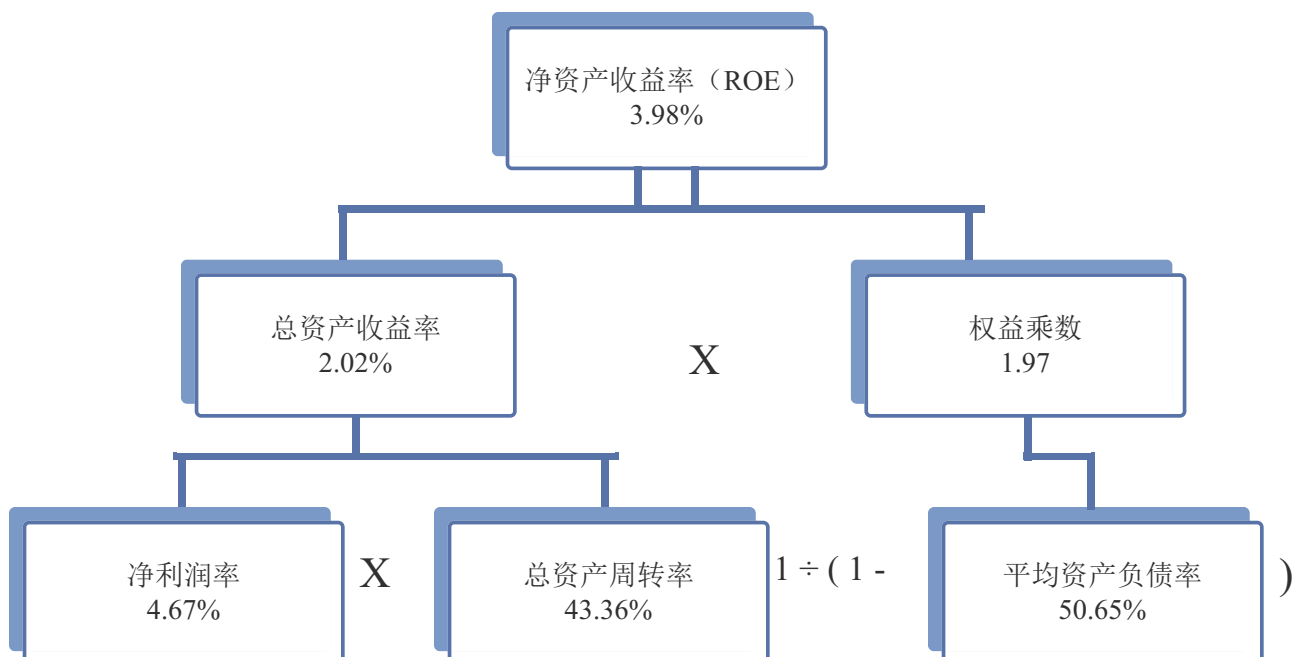 净资产收益率（ROE）
3.98%
总资产收益率
2.02%
X
权益乘数
1.97
净利润率
4.67%
X
总资产周转率
43.36%
1 ÷ ( 1 -
平均资产负债率
50.65%
)